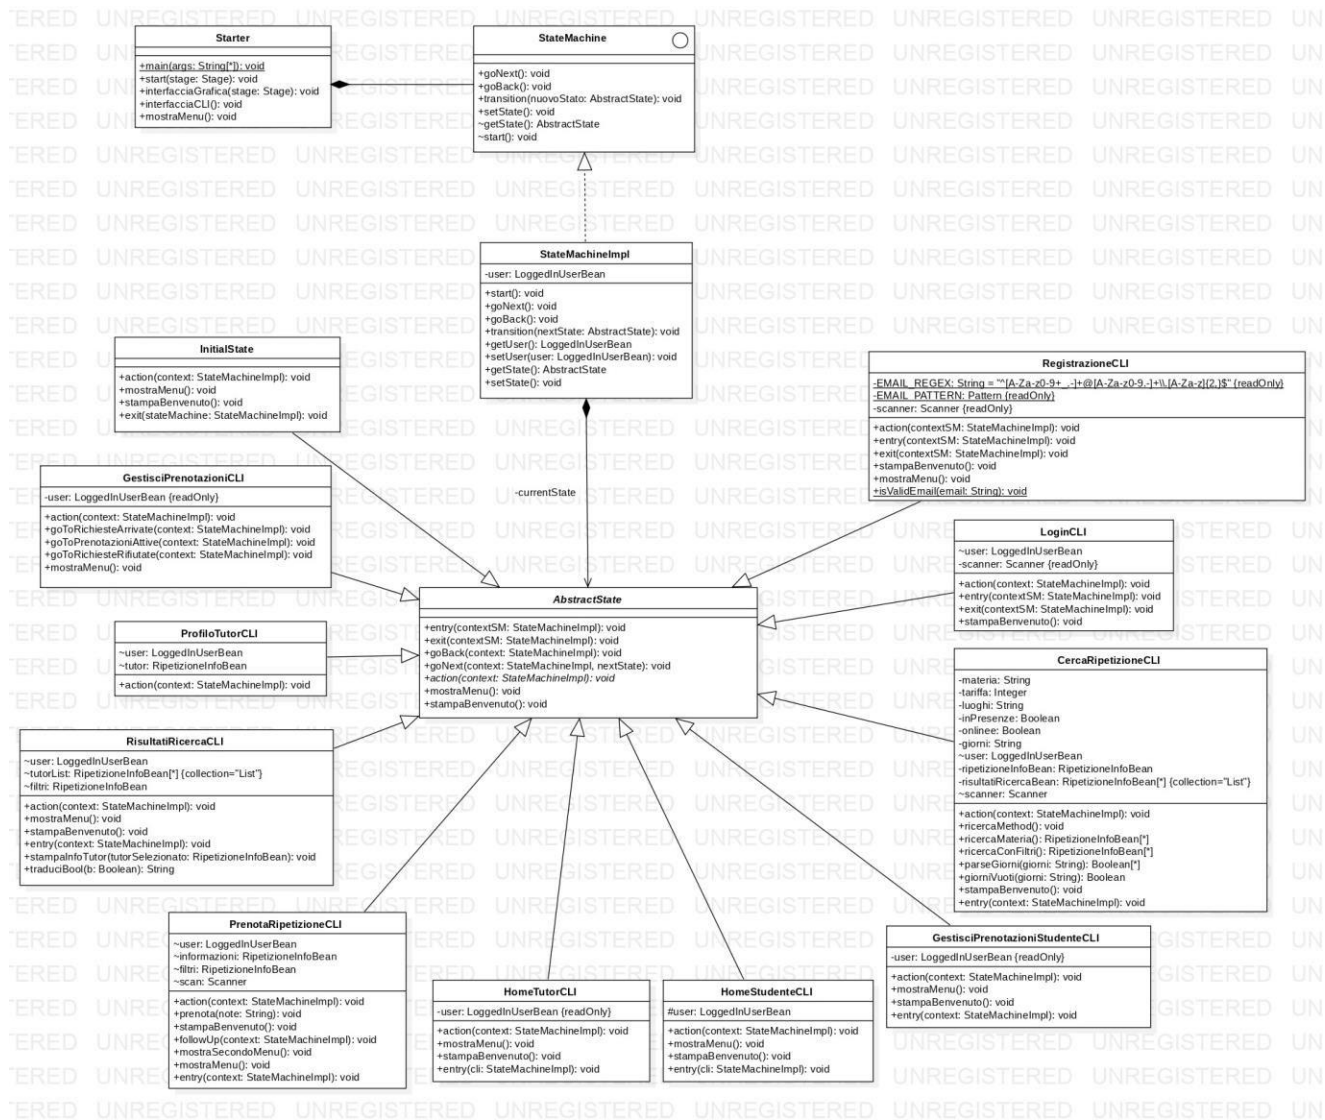 Starter
+main(args: String[*]): void
+start(stage: Stage): void
+interfacciaGrafica(stage: Stage): void
+interfacciaCLI(): void
+mostraMenu(): void
StateMachine
+goNext(): void
+goBack(): void
+transition(nuovoStato: AbstractState): void
+setState(): void
~getState(): AbstractState
~start(): void
StateMachineImpl
-user: LoggedInUserBean
+start(): void
+goNext(): void
+goBack(): void
+transition(nextState: AbstractState): void
+getUser(): LoggedInUserBean
+setUser(user: LoggedInUserBean): void
+getState(): AbstractState
+setState(): void
InitialState
+action(context: StateMachineImpl): void
+mostraMenu(): void
+stampaBenvenuto(): void
+exit(stateMachine: StateMachineImpl): void
RegistrazioneCLI
-EMAIL_REGEX: String = "^[A-Za-z0-9+_.-]+@[A-Za-z0-9.-]+\\.[A-Za-z]{2,}$" {readOnly}
-EMAIL_PATTERN: Pattern {readOnly}
-scanner: Scanner {readOnly}
+action(contextSM: StateMachineImpl): void
+entry(contextSM: StateMachineImpl): void
+exit(contextSM: StateMachineImpl): void
+stampaBenvenuto(): void
+mostraMenu(): void
+isValidEmail(email: String): void
GestisciPrenotazioniCLI
-user: LoggedInUserBean {readOnly}
+action(context: StateMachineImpl): void
+goToRichiesteArrivate(context: StateMachineImpl): void
+goToPrenotazioniAttive(context: StateMachineImpl): void
+goToRichiesteRifiutate(context: StateMachineImpl): void
+mostraMenu(): void
-currentState
LoginCLI
~user: LoggedInUserBean
-scanner: Scanner {readOnly}
+action(context: StateMachineImpl): void
+entry(contextSM: StateMachineImpl): void
+exit(contextSM: StateMachineImpl): void
+stampaBenvenuto(): void
AbstractState
+entry(contextSM: StateMachineImpl): void
+exit(contextSM: StateMachineImpl): void
+goBack(context: StateMachineImpl): void
+goNext(context: StateMachineImpl, nextState): void
+action(context: StateMachineImpl): void
+mostraMenu(): void
+stampaBenvenuto(): void
ProfiloTutorCLI
~user: LoggedInUserBean
~tutor: RipetizioneInfoBean
+action(context: StateMachineImpl): void
CercaRipetizioneCLI
-materia: String
-tariffa: Integer
-luoghi: String
-inPresenze: Boolean
-onlinee: Boolean
-giorni: String
~user: LoggedInUserBean
-ripetizioneInfoBean: RipetizioneInfoBean
-risultatiRicercaBean: RipetizioneInfoBean[*] {collection="List"}
~scanner: Scanner
+action(context: StateMachineImpl): void
+ricercaMethod(): void
+ricercaMateria(): RipetizioneInfoBean[*]
+ricercaConFiltri(): RipetizioneInfoBean[*]
+parseGiorni(giorni: String): Boolean[*]
+giorniVuoti(giorni: String): Boolean
+stampaBenvenuto(): void
+entry(context: StateMachineImpl): void
RisultatiRicercaCLI
~user: LoggedInUserBean
~tutorList: RipetizioneInfoBean[*] {collection="List"}
~filtri: RipetizioneInfoBean
+action(context: StateMachineImpl): void
+mostraMenu(): void
+stampaBenvenuto(): void
+entry(context: StateMachineImpl): void
+stampaInfoTutor(tutorSelezionato: RipetizioneInfoBean): void
+traduciBool(b: Boolean): String
PrenotaRipetizioneCLI
~user: LoggedInUserBean
~informazioni: RipetizioneInfoBean
~filtri: RipetizioneInfoBean
~scan: Scanner
+action(context: StateMachineImpl): void
+prenota(note: String): void
+stampaBenvenuto(): void
+followUp(context: StateMachineImpl): void
+mostraSecondoMenu(): void
+mostraMenu(): void
+entry(context: StateMachineImpl): void
HomeTutorCLI
-user: LoggedInUserBean {readOnly}
+action(context: StateMachineImpl): void
+mostraMenu(): void
+stampaBenvenuto(): void
+entry(cli: StateMachineImpl): void
HomeStudenteCLI
#user: LoggedInUserBean
+action(context: StateMachineImpl): void
+mostraMenu(): void
+stampaBenvenuto(): void
+entry(cli: StateMachineImpl): void
GestisciPrenotazioniStudenteCLI
-user: LoggedInUserBean {readOnly}
+action(context: StateMachineImpl): void
+mostraMenu(): void
+stampaBenvenuto(): void
+entry(context: StateMachineImpl): void
UNREGISTERED